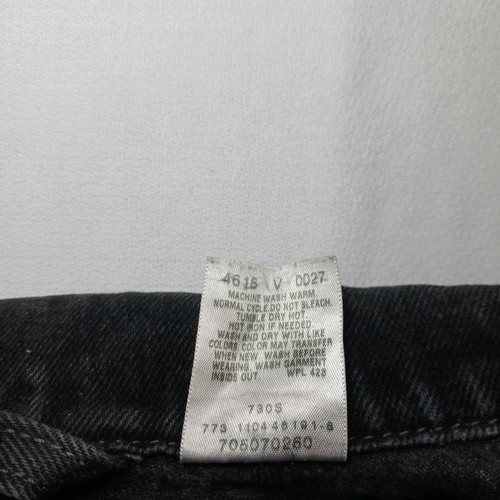 4615 V 0027
MACHINE WASH WARM
NORMAL CYCLE.DO NOT BLEACH.
TUMBLE DRY HOT
HOT IRON IF NEEDED
WASH AND DRY WITH LIKE
COLORS. COLOR MAY TRANSFER
WHEN NEW. WASH BEFORE
WEARING. WASH GARMENT
INSIDE OUT. WPL 423
7305
773 110446191-8
705070260